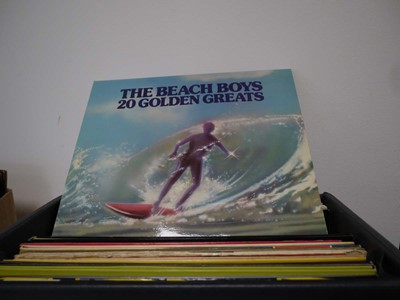 THE BEACH BOYS
20 GOLDEN GREATS